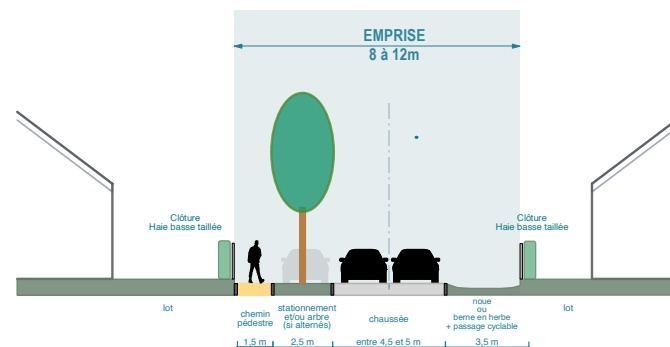 EMPRISE
8 à 12m
Clôture
Haie basse taillée
Clôture
Haie basse taillée
lot
chemin
pédestre
stationnement
et/ou arbre
(si alternés)
chaussée
noue
ou
berne en herbe
+ passage cyclable
lot
1,5 m
2,5 m
entre 4,5 et 5 m
3,5 m